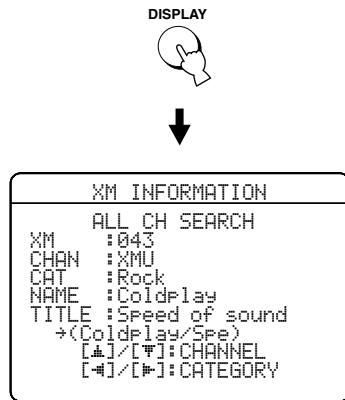 DISPLAY
XM INFORMATION
ALL CH SEARCH
XM :043
CHAN :XMU
CAT :Rock
NAME :Coldplay
TITLE :Speed of sound
→(Coldplay/Spe)
[▲]/[▼]:CHANNEL
[◄]/[►]:CATEGORY